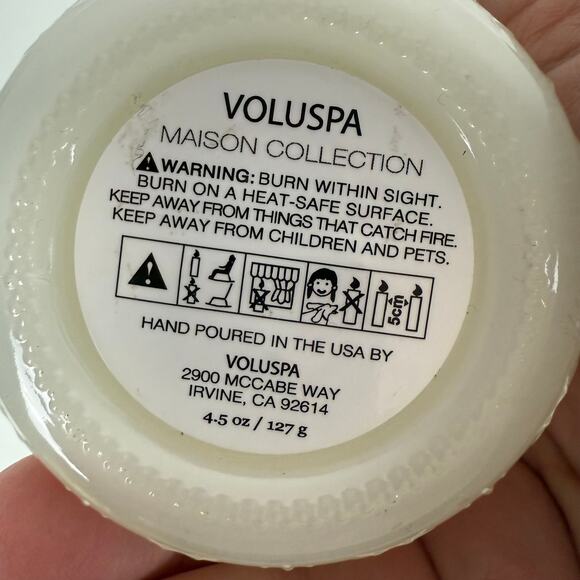 VOLUSPA
MAISON COLLECTION
WARNING: BURN WITHIN SIGHT.
BURN ON A HEAT-SAFE SURFACE.
KEEP AWAY FROM THINGS THAT CATCH FIRE.
KEEP AWAY FROM CHILDREN AND PETS.
5cm
HAND POURED IN THE USA BY
VOLUSPA
2900 MCCABE WAY
IRVINE, CA 92614
4.5 oz / 127 g